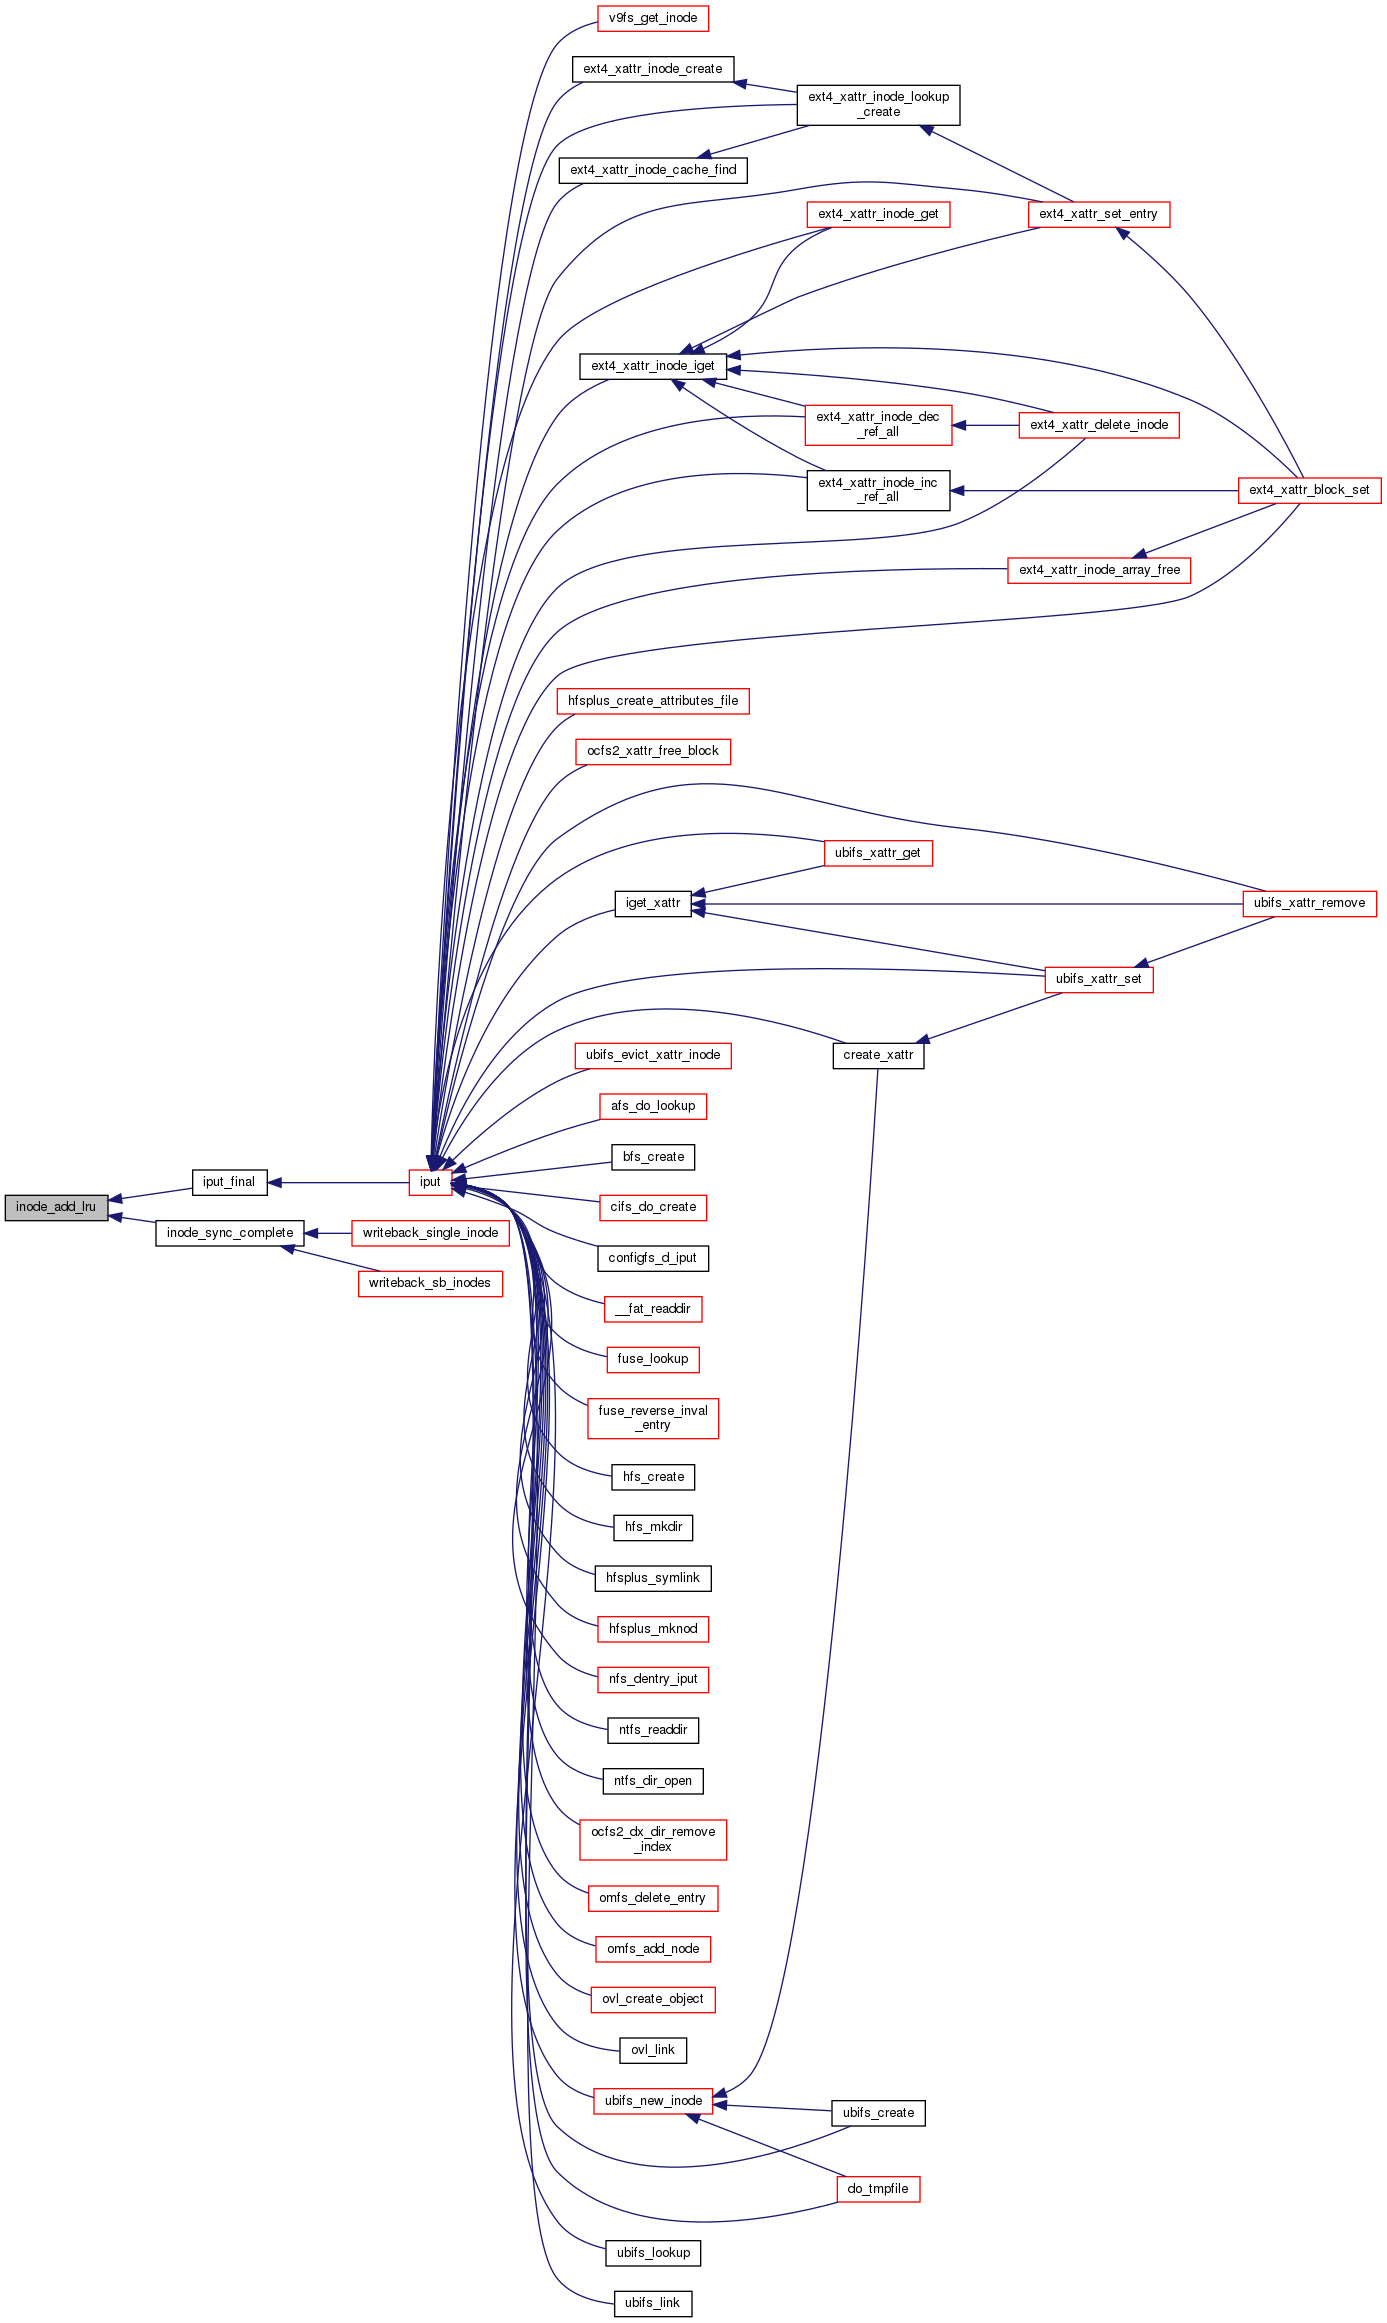 v9fs_get_inode
ext4_xattr_inode_create
ext4_xattr_inode_lookup
_create
ext4_xattr_inode_cache_find
ext4_xattr_inode_get
ext4_xattr_set_entry
ext4_xattr_inode_iget
ext4_xattr_inode_dec
_ref_all
ext4_xattr_delete_inode
ext4_xattr_inode_inc
_ref_all
ext4_xattr_block_set
ext4_xattr_inode_array_free
hfsplus_create_attributes_file
ocfs2_xattr_free_block
ubifs_xattr_get
iget_xattr
ubifs_xattr_remove
ubifs_xattr_set
ubifs_evict_xattr_inode
create_xattr
afs_do_lookup
bfs_create
iput_final
iput
inode_add_lru
cifs_do_create
inode_sync_complete
writeback_single_inode
configfs_d_iput
writeback_sb_inodes
__fat_readdir
fuse_lookup
fuse_reverse_inval
_entry
hfs_create
hfs_mkdir
hfsplus_symlink
hfsplus_mknod
nfs_dentry_iput
ntfs_readdir
ntfs_dir_open
ocfs2_dx_dir_remove
_index
omfs_delete_entry
omfs_add_node
ovl_create_object
ovl_link
ubifs_new_inode
ubifs_create
do_tmpfile
ubifs_lookup
ubifs_link